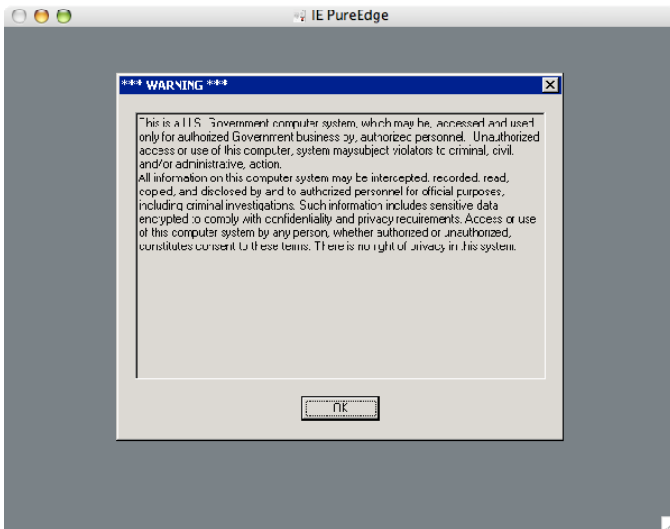 IE PureEdge
*** WARNING ***
This is a U.S. Government computer system, which may be, accessed and used
only for authorized Government business by, authorized personnel. Unauthorized
access or use of this computer, system maysubject violators to criminal, civil,
and/or administrative, action.
All information on this computer system may be intercepted, recorded, read,
copied, and disclosed by and to authorized personnel for official purposes,
including criminal investigations. Such information includes sensitive data
encrypted to comply with confidentiality and privacy requirements. Access or use
of this computer system by any person, whether authorized or unauthorized,
constitutes consent to these terms. There is no right of privacy in this system.
OK